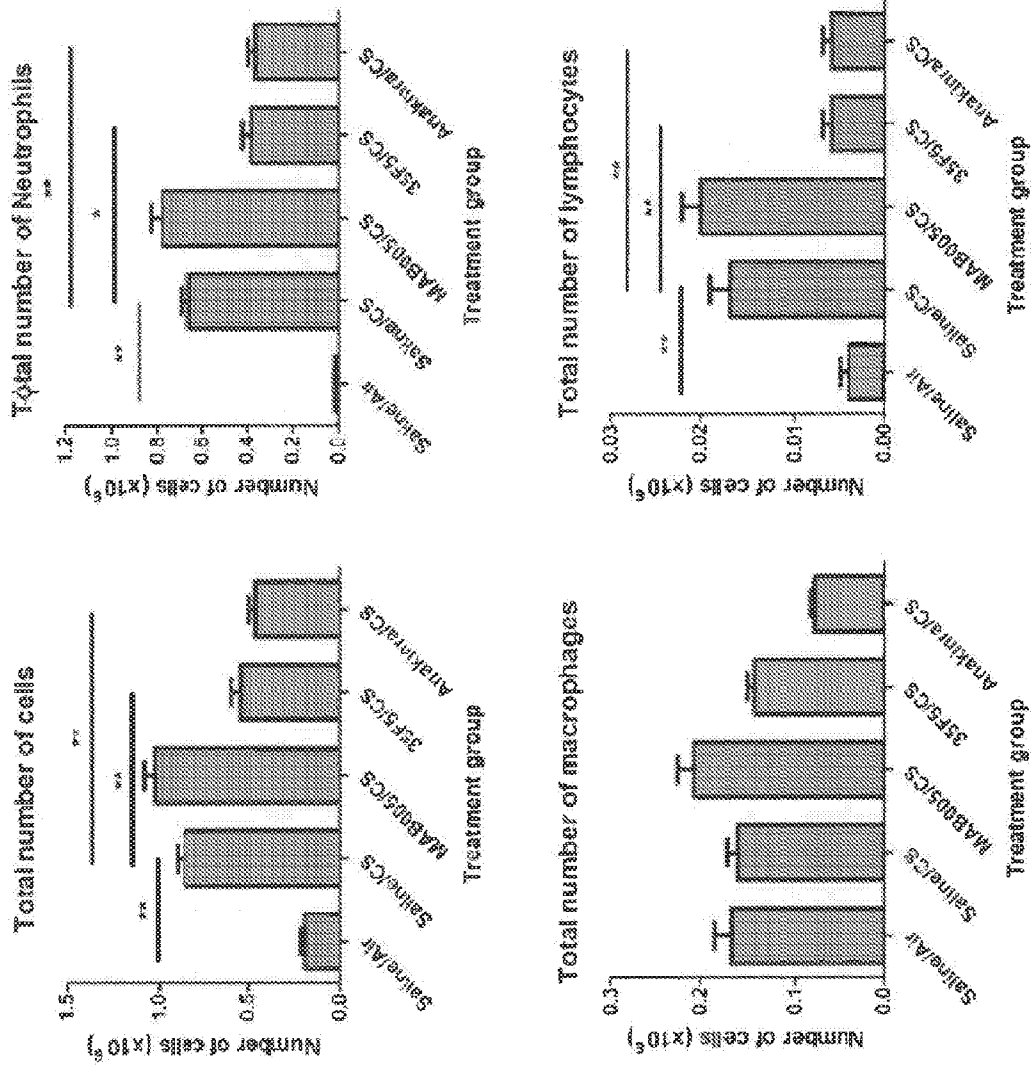 Total number of cells
Number of cells (x10⁶)
1.5
1.0
0.5
0.0
**
**
**
Saline/Air
Saline/CS
MAB005/CS
35F5/CS
Anakinra/CS
Treatment group
Total number of Neutrophils
Number of cells (x10⁶)
1.2
1.0
0.8
0.6
0.4
0.2
0.0
**
*
**
Saline/Air
Saline/CS
MAB005/CS
35F5/CS
Anakinra/CS
Treatment group
Total number of macrophages
Number of cells (x10⁶)
0.3
0.2
0.1
0.0
Saline/Air
Saline/CS
MAB005/CS
35F5/CS
Anakinra/CS
Treatment group
Total number of lymphocytes
Number of cells (x10⁶)
0.03
0.02
0.01
0.00
**
**
**
Saline/Air
Saline/CS
MAB005/CS
35F5/CS
Anakinra/CS
Treatment group